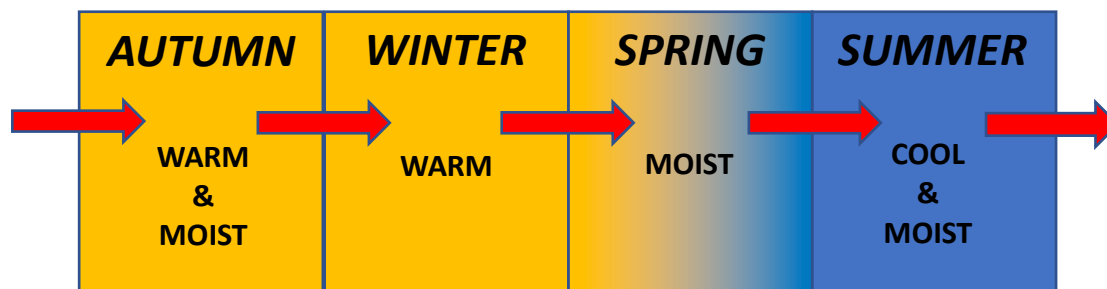 AUTUMN
WINTER
SPRING
SUMMER
WARM
&
MOIST
WARM
MOIST
COOL
&
MOIST